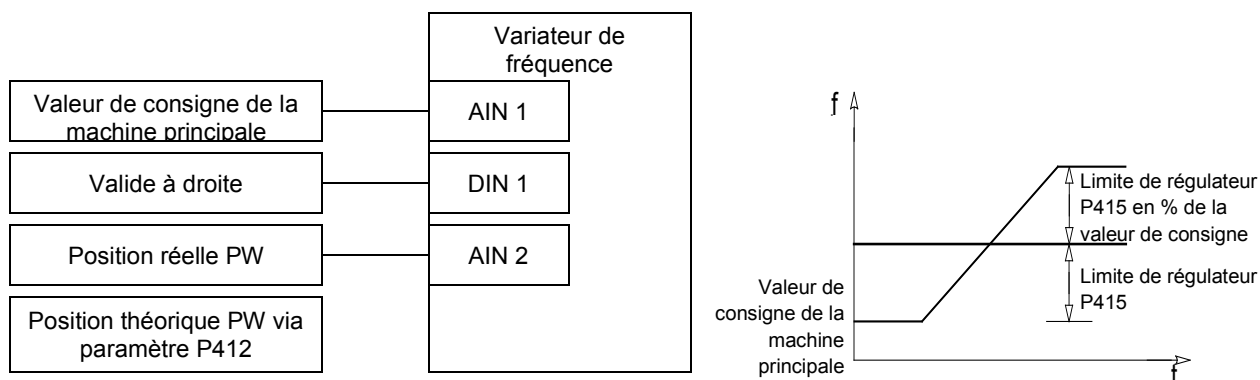 Variateur de
fréquence
Valeur de consigne de la
machine principale
AIN 1
Valide à droite
DIN 1
Position réelle PW
AIN 2
Position théorique PW via
paramètre P412
f
Limite de régulateur
P415 en % de la
valeur de consigne
Limite de régulateur
P415
Valeur de
consigne de la
machine
principale
f